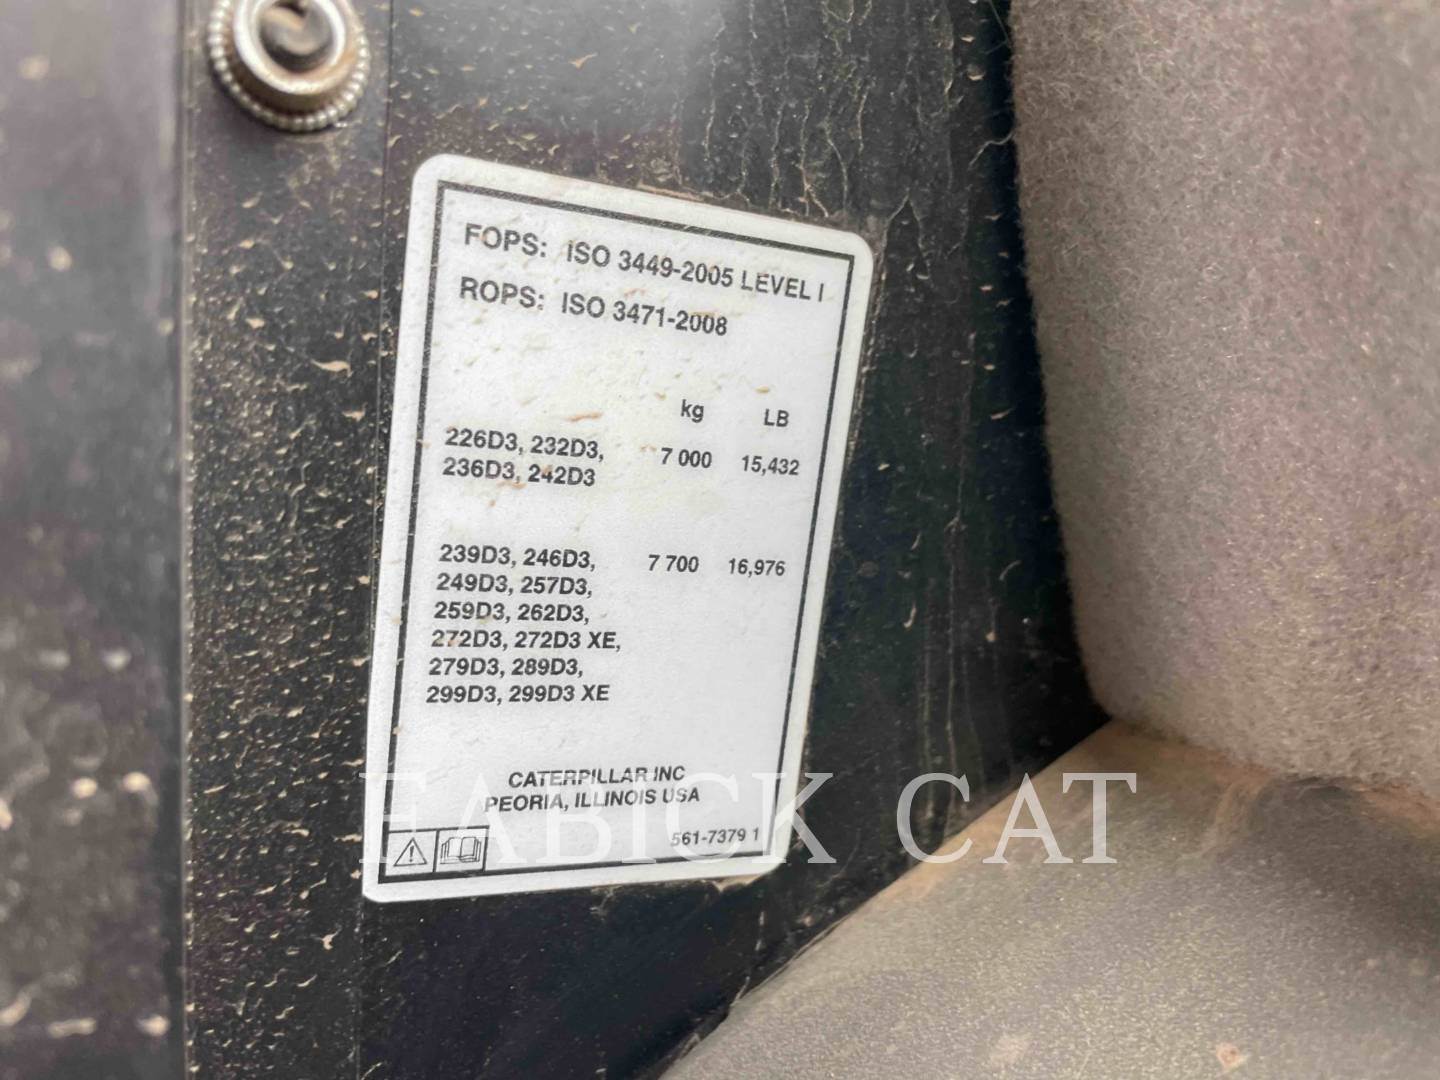 FOPS: ISO 3449-2005 LEVEL I
ROPS: ISO 3471-2008
kg LB
226D3, 232D3, 7 000 15,432
236D3, 242D3
239D3, 246D3, 7 700 16,976
249D3, 257D3,
259D3, 262D3,
272D3, 272D3 XE,
279D3, 289D3,
299D3, 299D3 XE
CATERPILLAR INC
PEORIA, ILLINOIS USA
561-7379 1
FABICK CAT